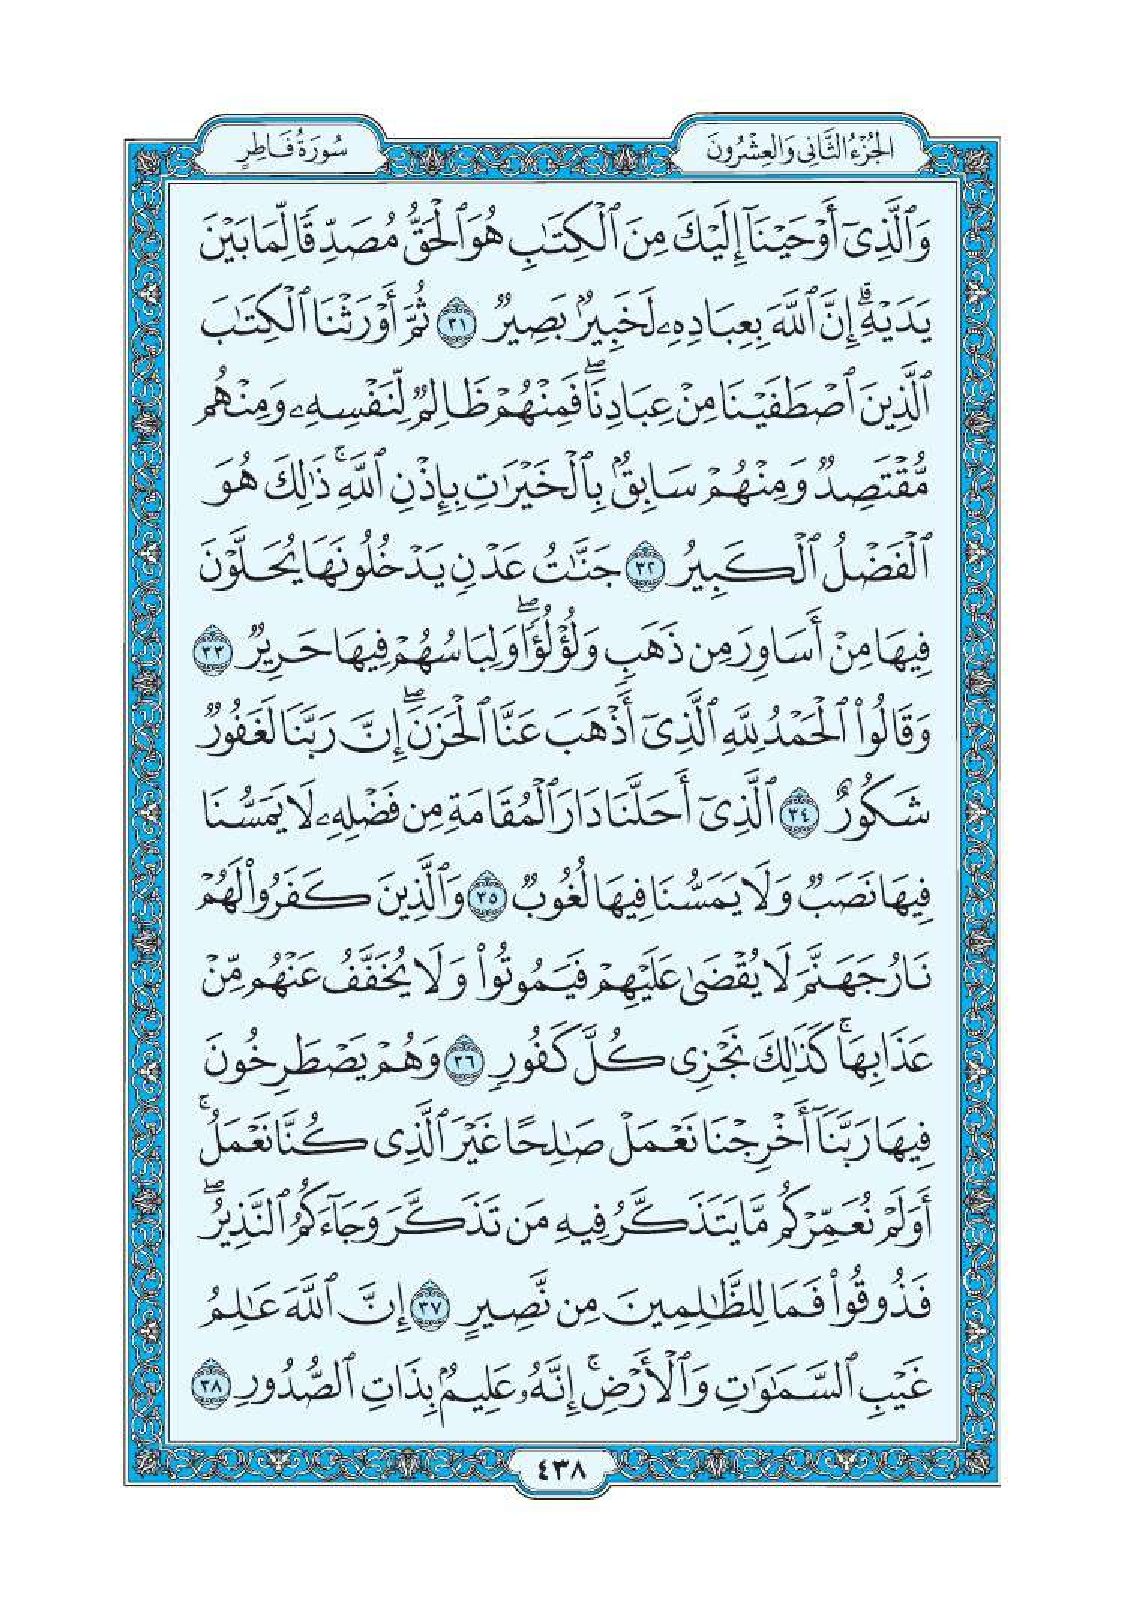 الجُزْءُ الثَّانِي وَالعِشْرُونَ
سُورَةُ فَاطِرٍ
وَٱلَّذِىٓ أَوْحَيْنَآ إِلَيْكَ مِنَ ٱلْكِتَٰبِ هُوَ ٱلْحَقُّ مُصَدِّقًا لِّمَا بَيْنَ
يَدَيْهِۗ إِنَّ ٱللَّهَ بِعِبَادِهِۦ لَخَبِيرٌۢ بَصِيرٌ ٣١ ثُمَّ أَوْرَثْنَا ٱلْكِتَٰبَ
ٱلَّذِينَ ٱصْطَفَيْنَا مِنْ عِبَادِنَاۖ فَمِنْهُمْ ظَالِمٌ لِّنَفْسِهِۦ وَمِنْهُم
مُّقْتَصِدٌ وَمِنْهُمْ سَابِقٌۢ بِٱلْخَيْرَٰتِ بِإِذْنِ ٱللَّهِۚ ذَٰلِكَ هُوَ
ٱلْفَضْلُ ٱلْكَبِيرُ ٣٢ جَنَّٰتُ عَدْنٍ يَدْخُلُونَهَا يُحَلَّوْنَ
فِيهَا مِنْ أَسَاوِرَ مِن ذَهَبٍ وَلُؤْلُؤًاۖ وَلِبَاسُهُمْ فِيهَا حَرِيرٌ ٣٣
وَقَالُوا۟ ٱلْحَمْدُ لِلَّهِ ٱلَّذِىٓ أَذْهَبَ عَنَّا ٱلْحَزَنَۖ إِنَّ رَبَّنَا لَغَفُورٌ
شَكُورٌ ٣٤ ٱلَّذِىٓ أَحَلَّنَا دَارَ ٱلْمُقَامَةِ مِن فَضْلِهِۦ لَا يَمَسُّنَا
فِيهَا نَصَبٌ وَلَا يَمَسُّنَا فِيهَا لُغُوبٌ ٣٥ وَٱلَّذِينَ كَفَرُوا۟ لَهُمْ
نَارُ جَهَنَّمَ لَا يُقْضَىٰ عَلَيْهِمْ فَيَمُوتُوا۟ وَلَا يُخَفَّفُ عَنْهُم مِّنْ
عَذَابِهَاۚ كَذَٰلِكَ نَجْزِى كُلَّ كَفُورٍ ٣٦ وَهُمْ يَصْطَرِخُونَ
فِيهَا رَبَّنَآ أَخْرِجْنَا نَعْمَلْ صَٰلِحًا غَيْرَ ٱلَّذِى كُنَّا نَعْمَلُۚ
أَوَلَمْ نُعَمِّرْكُم مَّا يَتَذَكَّرُ فِيهِ مَن تَذَكَّرَ وَجَآءَكُمُ ٱلنَّذِيرُۖ
فَذُوقُوا۟ فَمَا لِلظَّٰلِمِينَ مِن نَّصِيرٍ ٣٧ إِنَّ ٱللَّهَ عَٰلِمُ
غَيْبِ ٱلسَّمَٰوَٰتِ وَٱلْأَرْضِۚ إِنَّهُۥ عَلِيمٌۢ بِذَاتِ ٱلصُّدُورِ ٣٨
٤٣٨